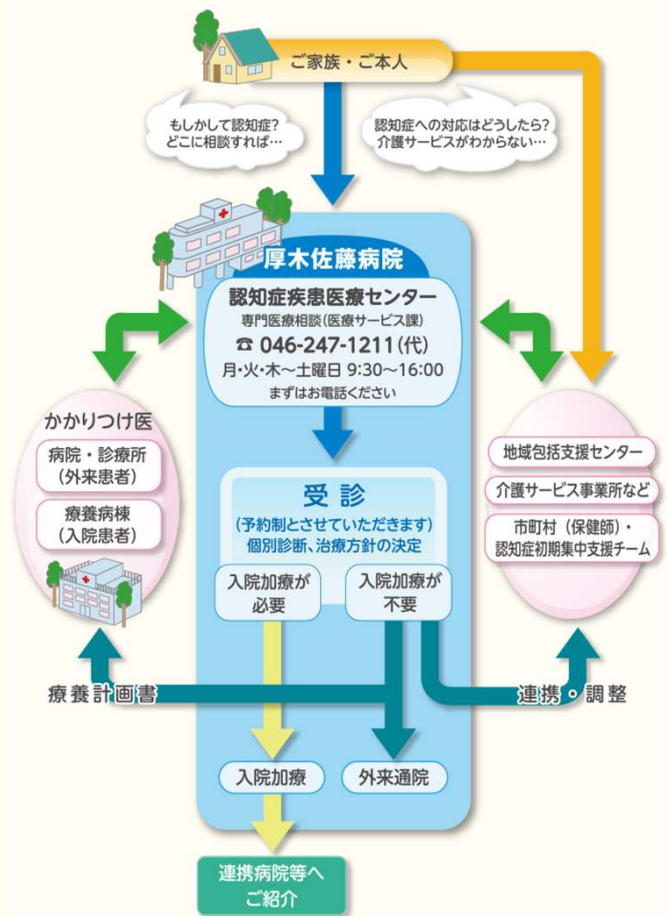 ご家族・ご本人
もしかして認知症?
どこに相談すれば…
認知症への対応はどうしたら?
介護サービスがわからない…
厚木佐藤病院
認知症疾患医療センター
専門医療相談(医療サービス課)
☎ 046-247-1211(代)
月・火・木~土曜日 9:30~16:00
まずはお電話ください
かかりつけ医
病院・診療所
(外来患者)
療養病棟
(入院患者)
地域包括支援センター
介護サービス事業所など
市町村(保健師)・
認知症初期集中支援チーム
受診
(予約制とさせていただきます)
個別診断、治療方針の決定
入院加療が
必要
入院加療が
不要
療養計画書
連携・調整
入院加療
外来通院
連携病院等へ
ご紹介